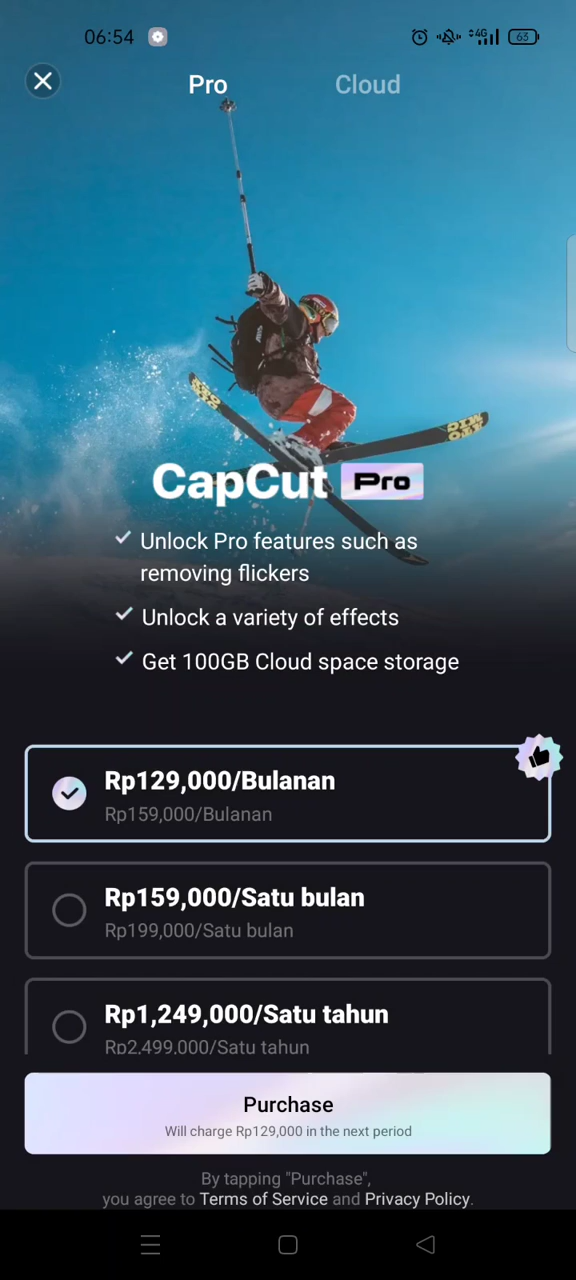 06:54
4G
63
Pro
Cloud
CapCut Pro
Unlock Pro features such as
removing flickers
Unlock a variety of effects
Get 100GB Cloud space storage
Rp129,000/Bulanan
Rp159,000/Bulanan
Rp159,000/Satu bulan
Rp199,000/Satu bulan
Rp1,249,000/Satu tahun
Rp2,499,000/Satu tahun
Purchase
Will charge Rp129,000 in the next period
By tapping "Purchase",
you agree to Terms of Service and Privacy Policy.